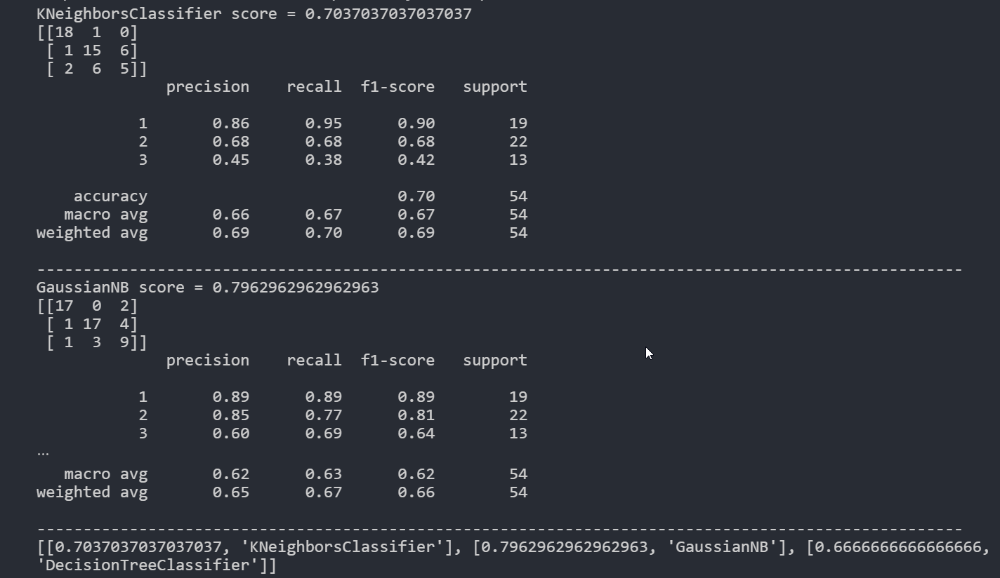 KNeighborsClassifier score = 0.7037037037037037
[[18  1  0]
 [ 1 15  6]
 [ 2  6  5]]
              precision    recall  f1-score   support

           1       0.86      0.95      0.90        19
           2       0.68      0.68      0.68        22
           3       0.45      0.38      0.42        13

    accuracy                           0.70        54
   macro avg       0.66      0.67      0.67        54
weighted avg       0.69      0.70      0.69        54

----------------------------------------------------------------------------------------------------
GaussianNB score = 0.7962962962962963
[[17  0  2]
 [ 1 17  4]
 [ 1  3  9]]
              precision    recall  f1-score   support

           1       0.89      0.89      0.89        19
           2       0.85      0.77      0.81        22
           3       0.60      0.69      0.64        13
...
   macro avg       0.62      0.63      0.62        54
weighted avg       0.65      0.67      0.66        54

----------------------------------------------------------------------------------------------------
[[0.7037037037037037, 'KNeighborsClassifier'], [0.7962962962962963, 'GaussianNB'], [0.6666666666666666,
'DecisionTreeClassifier']]